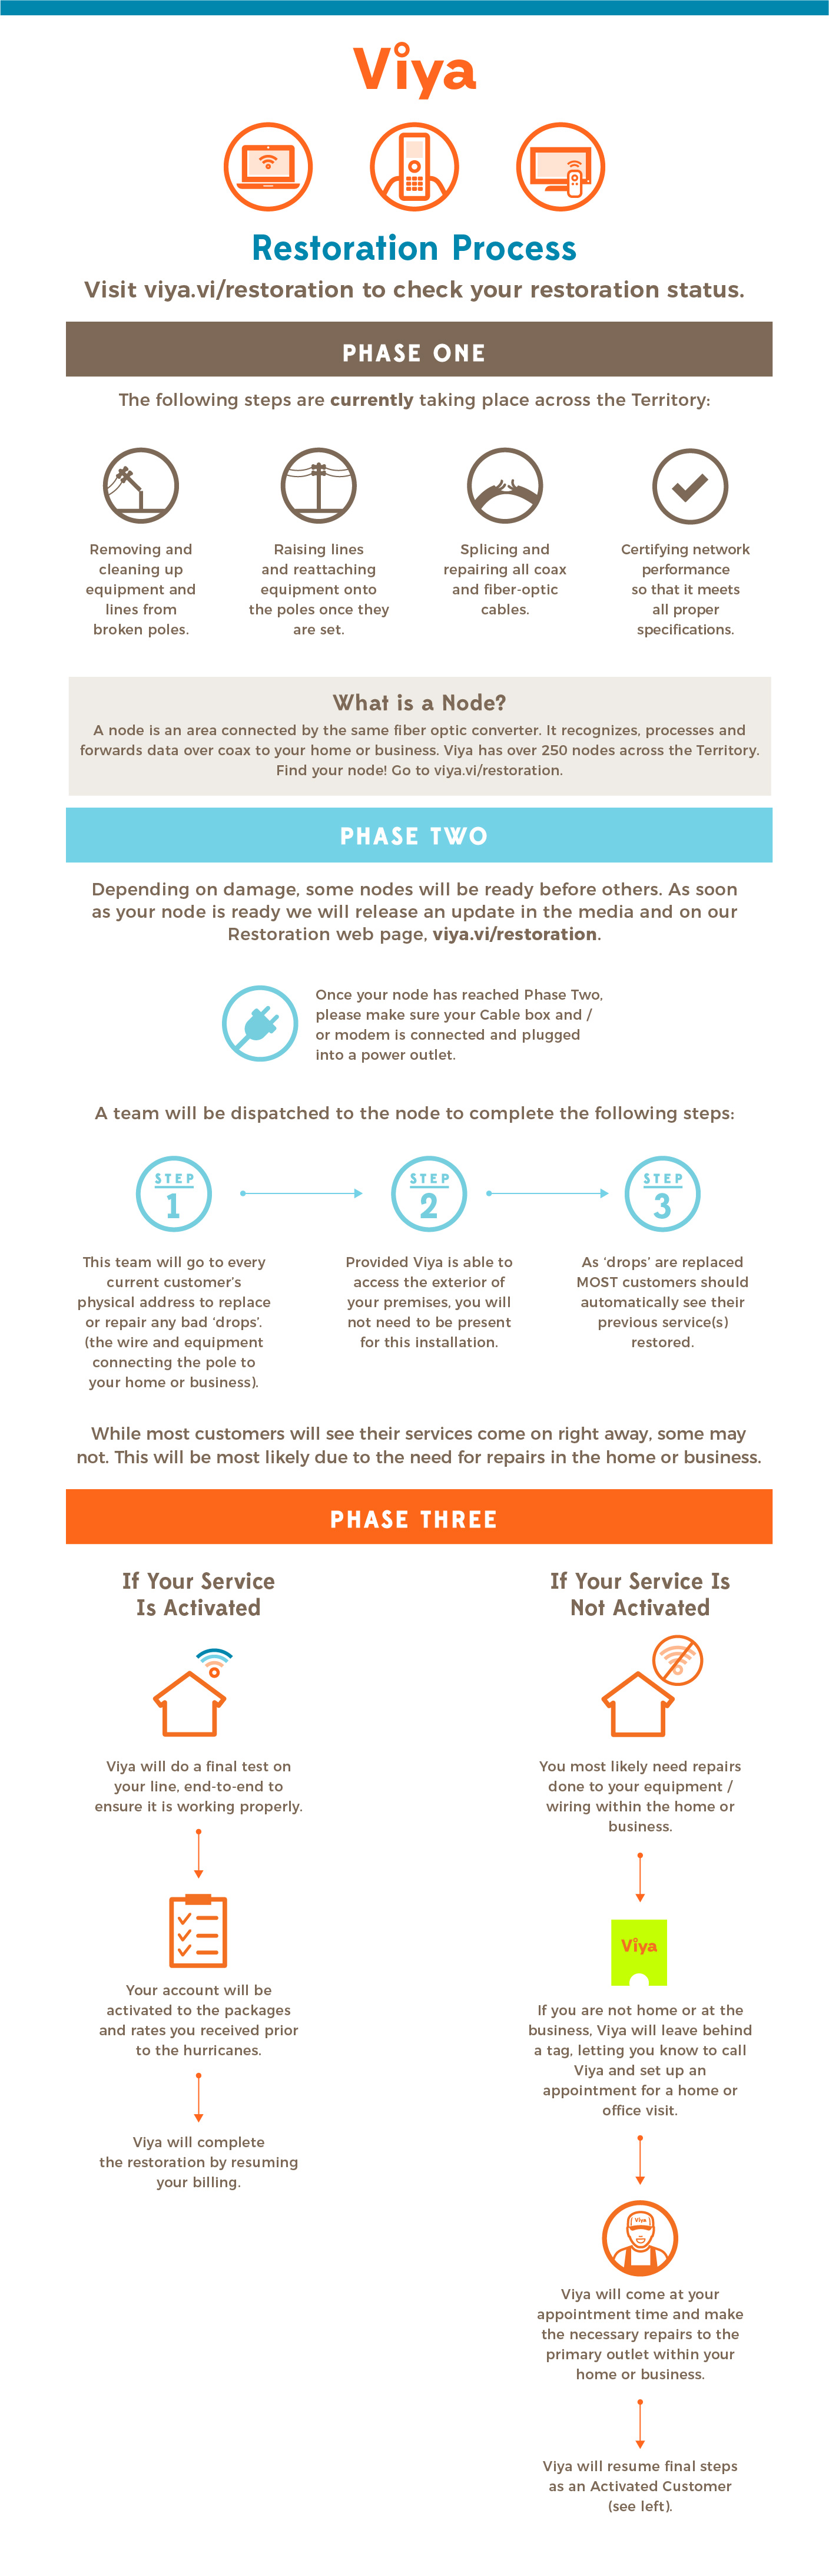 Viya
Restoration Process
Visit viya.vi/restoration to check your restoration status.
PHASE ONE
The following steps are currently taking place across the Territory:
Removing and
cleaning up
equipment and
lines from
broken poles.
Raising lines
and reattaching
equipment onto
the poles once they
are set.
Splicing and
repairing all coax
and fiber-optic
cables.
Certifying network
performance
so that it meets
all proper
specifications.
What is a Node?
A node is an area connected by the same fiber optic converter. It recognizes, processes and
forwards data over coax to your home or business. Viya has over 250 nodes across the Territory.
Find your node! Go to viya.vi/restoration.
PHASE TWO
Depending on damage, some nodes will be ready before others. As soon
as your node is ready we will release an update in the media and on our
Restoration web page, viya.vi/restoration.
Once your node has reached Phase Two,
please make sure your Cable box and /
or modem is connected and plugged
into a power outlet.
A team will be dispatched to the node to complete the following steps:
STEP
1
This team will go to every
current customer's
physical address to replace
or repair any bad ‘drops’.
(the wire and equipment
connecting the pole to
your home or business).
STEP
2
Provided Viya is able to
access the exterior of
your premises, you will
not need to be present
for this installation.
STEP
3
As ‘drops’ are replaced
MOST customers should
automatically see their
previous service(s)
restored.
While most customers will see their services come on right away, some may
not. This will be most likely due to the need for repairs in the home or business.
PHASE THREE
If Your Service
Is Activated
Viya will do a final test on
your line, end-to-end to
ensure it is working properly.
Your account will be
activated to the packages
and rates you received prior
to the hurricanes.
Viya will complete
the restoration by resuming
your billing.
If Your Service Is
Not Activated
You most likely need repairs
done to your equipment /
wiring within the home or
business.
Viya
If you are not home or at the
business, Viya will leave behind
a tag, letting you know to call
Viya and set up an
appointment for a home or
office visit.
Viya
Viya will come at your
appointment time and make
the necessary repairs to the
primary outlet within your
home or business.
Viya will resume final steps
as an Activated Customer
(see left).